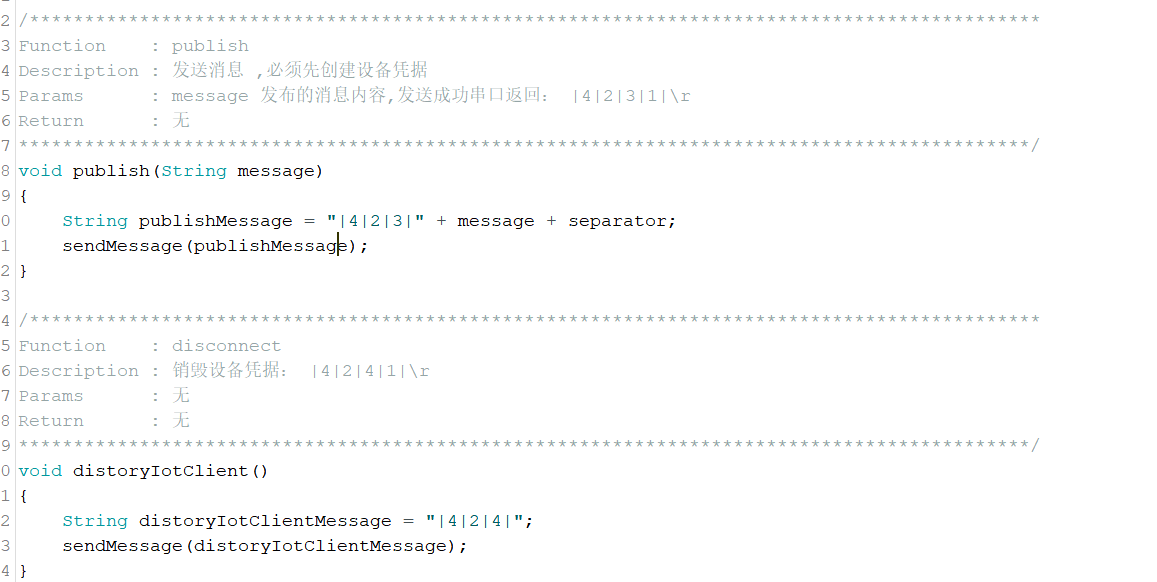 2 /*********************************************************************************************
3 Function    : publish
4 Description : 发送消息 ,必须先创建设备凭据
5 Params      : message 发布的消息内容,发送成功串口返回： |4|2|3|1|\r
6 Return      : 无
7 *********************************************************************************************/
8 void publish(String message)
9 {
0     String publishMessage = "|4|2|3|" + message + separator;
1     sendMessage(publishMessage);
2 }
3
4 /*********************************************************************************************
5 Function    : disconnect
6 Description : 销毁设备凭据： |4|2|4|1|\r
7 Params      : 无
8 Return      : 无
9 *********************************************************************************************/
0 void distoryIotClient()
1 {
2     String distoryIotClientMessage = "|4|2|4|";
3     sendMessage(distoryIotClientMessage);
4 }